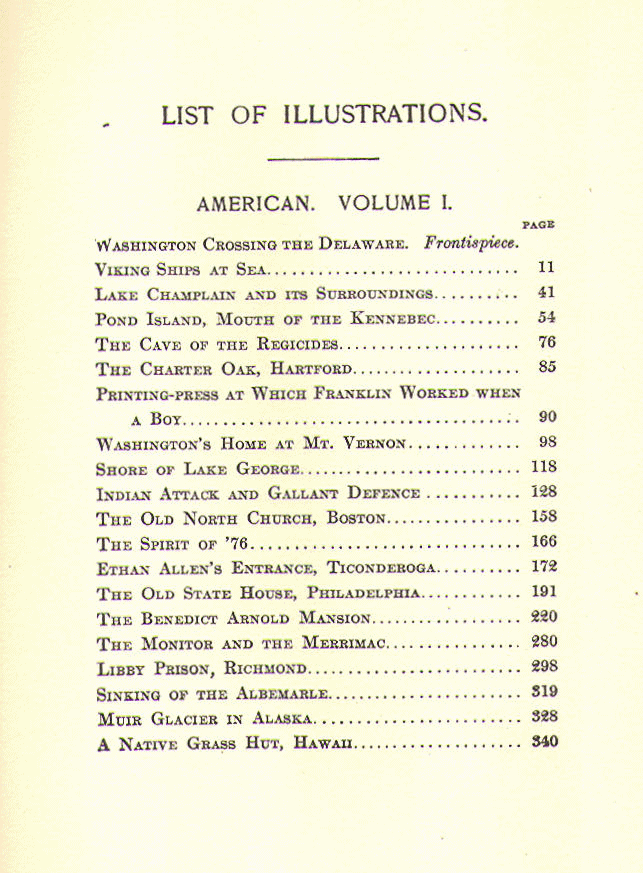 LIST OF ILLUSTRATIONS.
AMERICAN. VOLUME I.
PAGE
WASHINGTON CROSSING THE DELAWARE. Frontispiece.
VIKING SHIPS AT SEA............................ 11
LAKE CHAMPLAIN AND ITS SURROUNDINGS.......... 41
POND ISLAND, MOUTH OF THE KENNEBEC.......... 54
THE CAVE OF THE REGICIDES.................... 76
THE CHARTER OAK, HARTFORD................... 85
PRINTING-PRESS AT WHICH FRANKLIN WORKED WHEN
A BOY...................................... 90
WASHINGTON'S HOME AT MT. VERNON............. 98
SHORE OF LAKE GEORGE......................... 118
INDIAN ATTACK AND GALLANT DEFENCE ........... 128
THE OLD NORTH CHURCH, BOSTON................ 158
THE SPIRIT OF '76.............................. 166
ETHAN ALLEN'S ENTRANCE, TICONDEROGA.......... 172
THE OLD STATE HOUSE, PHILADELPHIA............ 191
THE BENEDICT ARNOLD MANSION................. 220
THE MONITOR AND THE MERRIMAC................ 280
LIBBY PRISON, RICHMOND........................ 298
SINKING OF THE ALBEMARLE...................... 319
MUIR GLACIER IN ALASKA........................ 328
A NATIVE GRASS HUT, HAWAII.................... 340